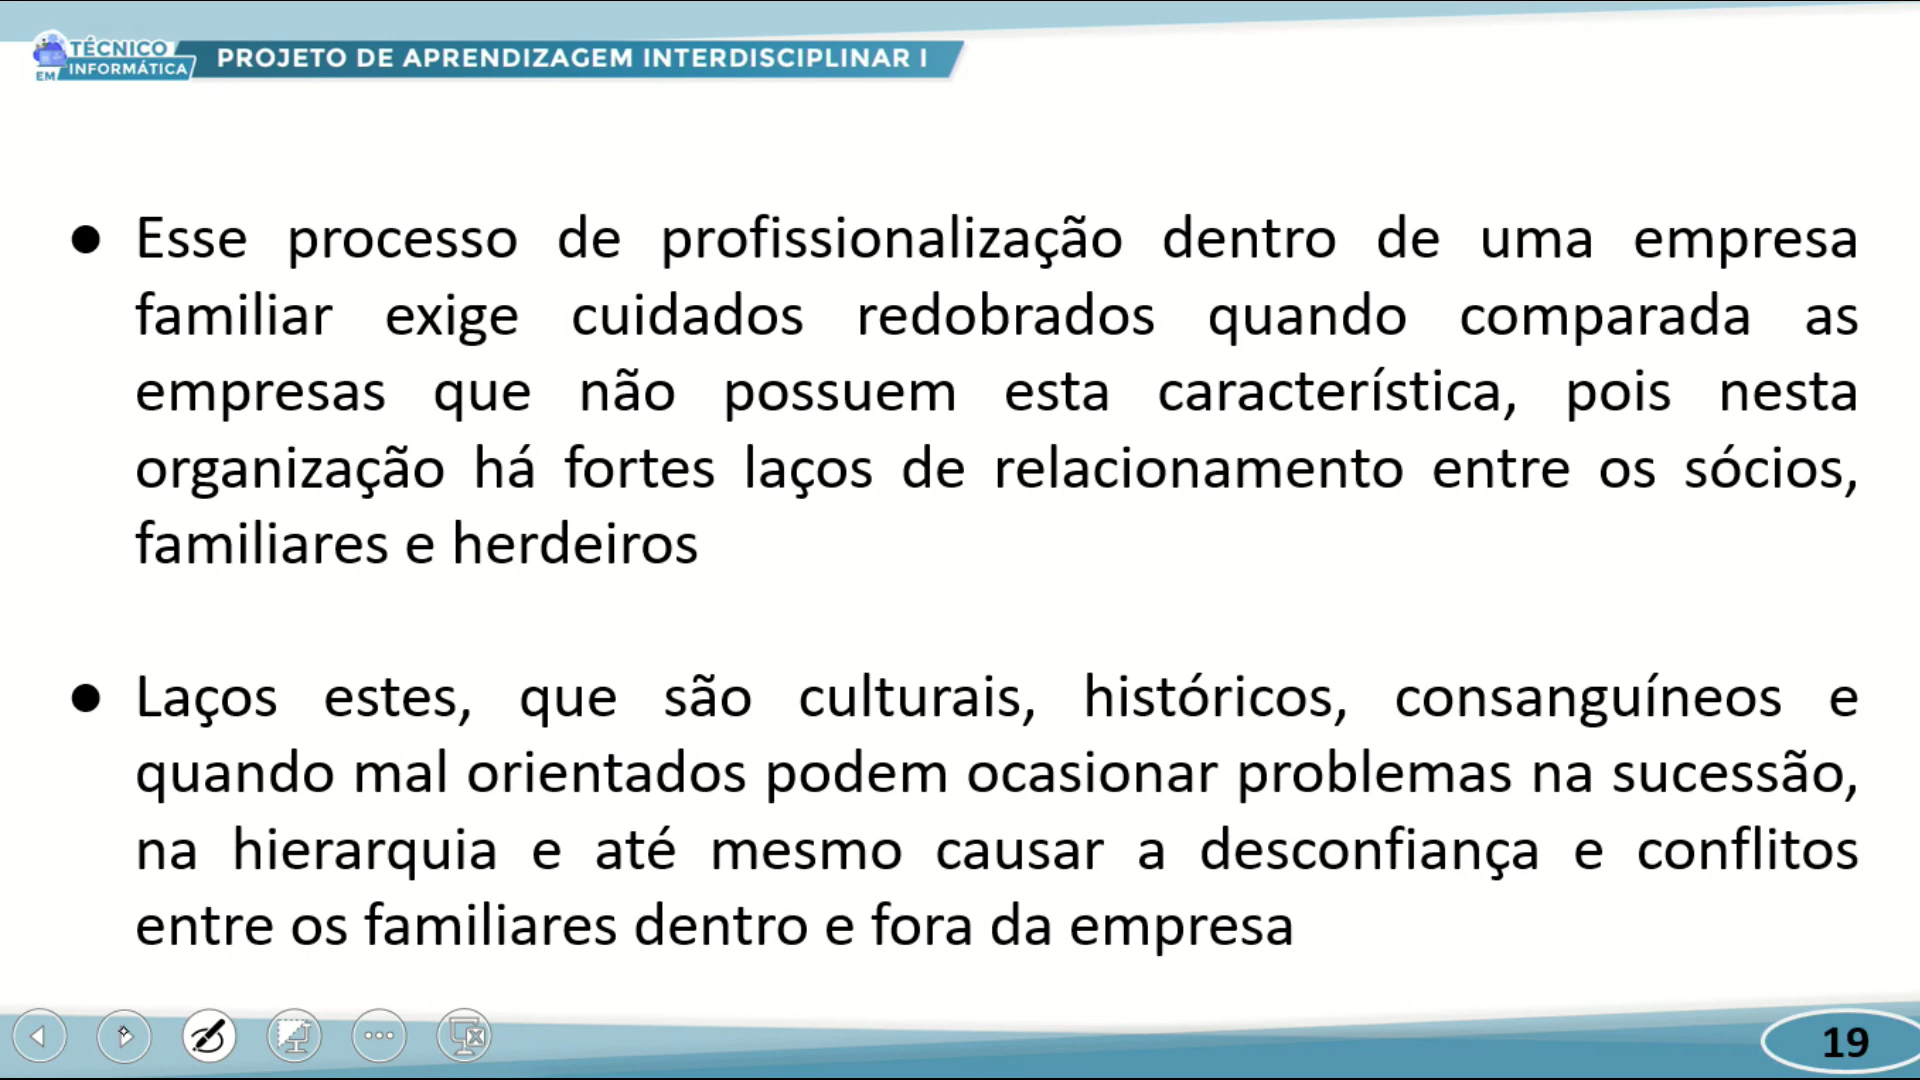 TÉCNICO
EM INFORMÁTICA
PROJETO DE APRENDIZAGEM INTERDISCIPLINAR I
● Esse processo de profissionalização dentro de uma empresa
familiar exige cuidados redobrados quando comparada as
empresas que não possuem esta característica, pois nesta
organização há fortes laços de relacionamento entre os sócios,
familiares e herdeiros
● Laços estes, que são culturais, históricos, consanguíneos e
quando mal orientados podem ocasionar problemas na sucessão,
na hierarquia e até mesmo causar a desconfiança e conflitos
entre os familiares dentro e fora da empresa
19